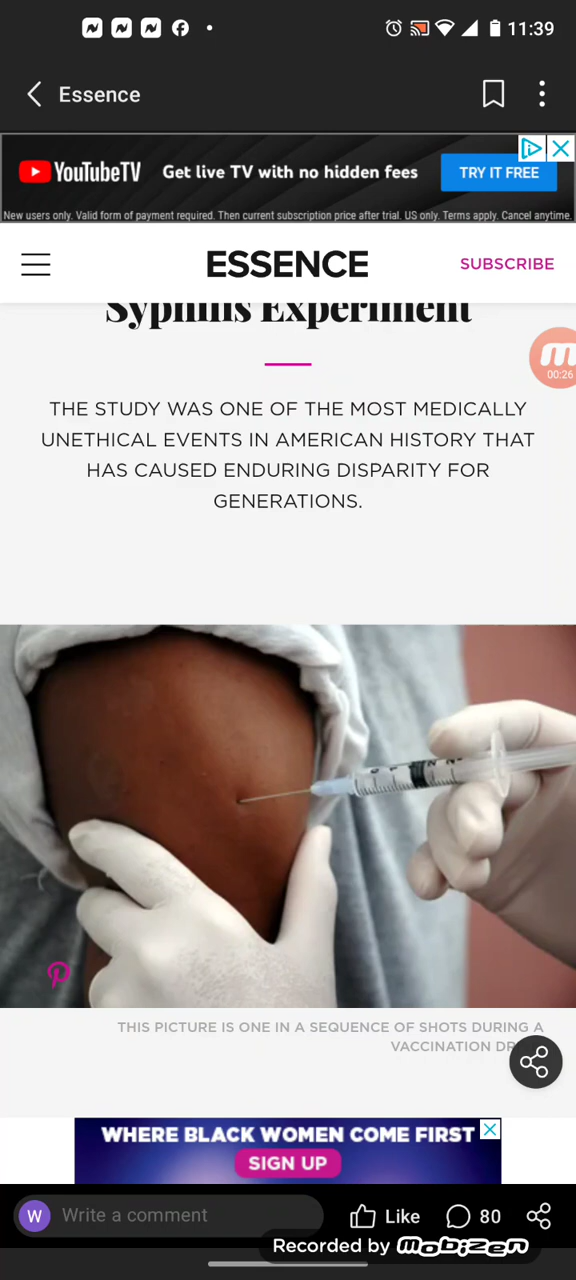 11:39
Essence
YouTubeTV Get live TV with no hidden fees TRY IT FREE
New users only. Valid form of payment required. Then current subscription price after trial. US only. Terms apply. Cancel anytime.
ESSENCE SUBSCRIBE
Syphilis Experiment
00:26
THE STUDY WAS ONE OF THE MOST MEDICALLY
UNETHICAL EVENTS IN AMERICAN HISTORY THAT
HAS CAUSED ENDURING DISPARITY FOR
GENERATIONS.
THIS PICTURE IS ONE IN A SEQUENCE OF SHOTS DURING A
VACCINATION
WHERE BLACK WOMEN COME FIRST
SIGN UP
W Write a comment Like 80
Recorded by mobizen